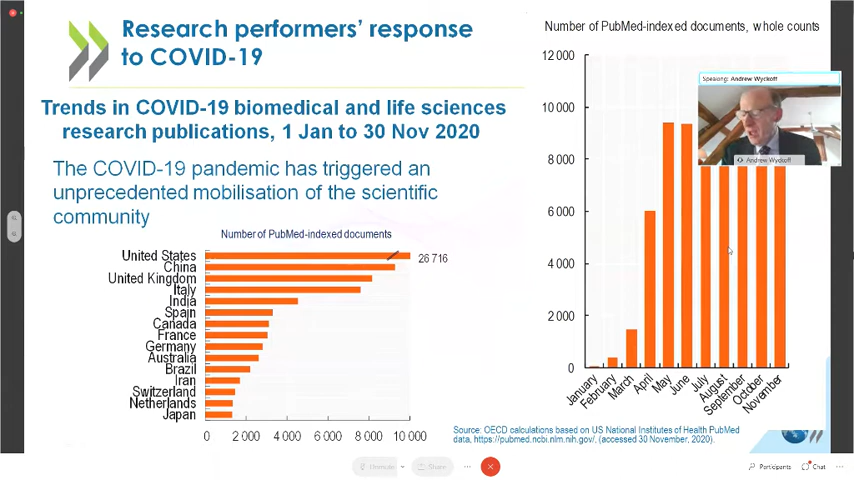 Research performers' response
to COVID-19
Trends in COVID-19 biomedical and life sciences
research publications, 1 Jan to 30 Nov 2020
The COVID-19 pandemic has triggered an
unprecedented mobilisation of the scientific
community
Number of PubMed-indexed documents
United States
26 716
China
United Kingdom
Italy
India
Spain
Canada
France
Germany
Australia
Brazil
Iran
Switzerland
Netherlands
Japan
0 2 000 4 000 6 000 8 000 10 000
Number of PubMed-indexed documents, whole counts
12 000
10 000
8 000
6 000
4 000
2 000
0
January February March April May June July August September October November
Speaking: Andrew Wyckoff
Andrew Wyckoff
Source: OECD calculations based on US National Institutes of Health PubMed
data, https://pubmed.ncbi.nlm.nih.gov/, (accessed 30 November, 2020).
Unmute Share Participants Chat